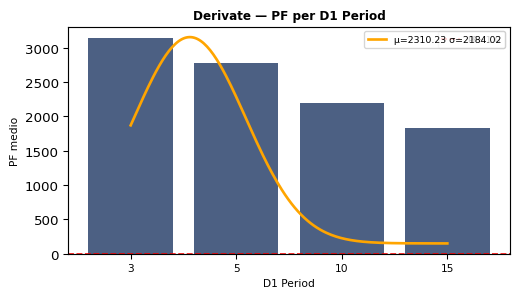 Derivate — PF per D1 Period
μ=2310.23 σ=2184.02
PF medio
3000
2500
2000
1500
1000
500
0
3
5
10
15
D1 Period